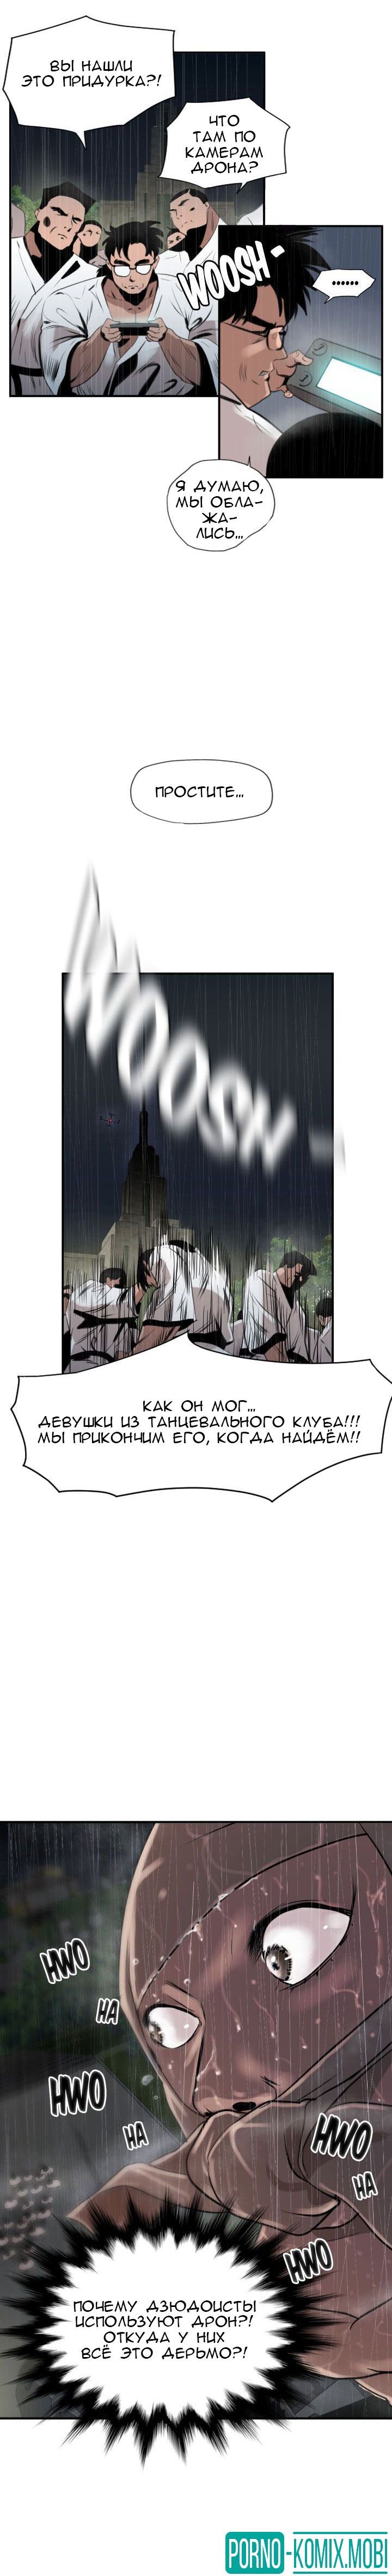 ВЫ НАШЛИ
ЭТО ПРИДУРКА?!
ЧТО
ТАМ ПО
КАМЕРАМ
ДРОНА?
WOOSH-
......
Я ДУМАЮ,
МЫ ОБЛА-
ЖА-
ЛИСЬ...
ПРОСТИТЕ...
WOOSH-
КАК ОН МОГ...
ДЕВУШКИ ИЗ ТАНЦЕВАЛЬНОГО КЛУБА!!!
МЫ ПРИКОНЧИМ ЕГО, КОГДА НАЙДЁМ!!
HWO
HA
HWO
HA
HWO
HA
HWO
ПОЧЕМУ ДЗЮДОИСТЫ
ИСПОЛЬЗУЮТ ДРОН?!
ОТКУДА У НИХ
ВСЁ ЭТО ДЕРЬМО?!
PORNO-KOMIX.MOBI